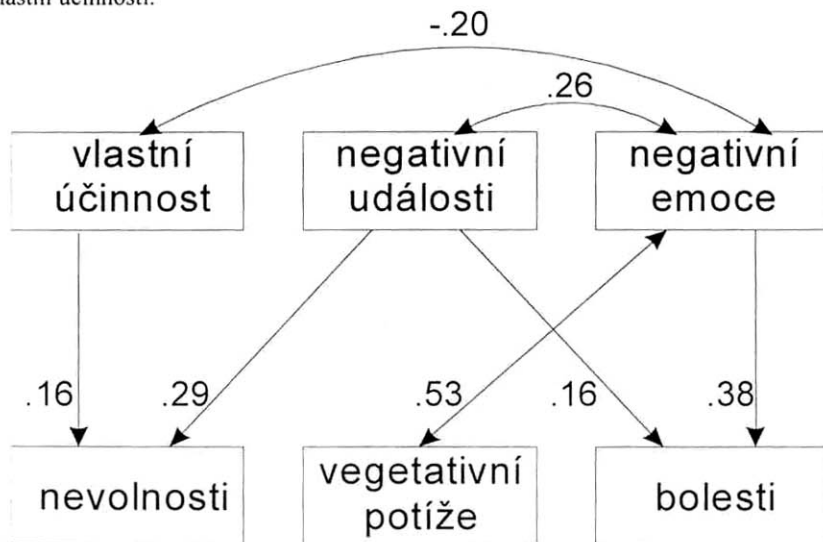 vlastní účinnosti.
-.20
.26
vlastní
účinnost
negativní
události
negativní
emoce
.16
.29
.53
.16
.38
nevolnosti
vegetativní
potíže
bolesti